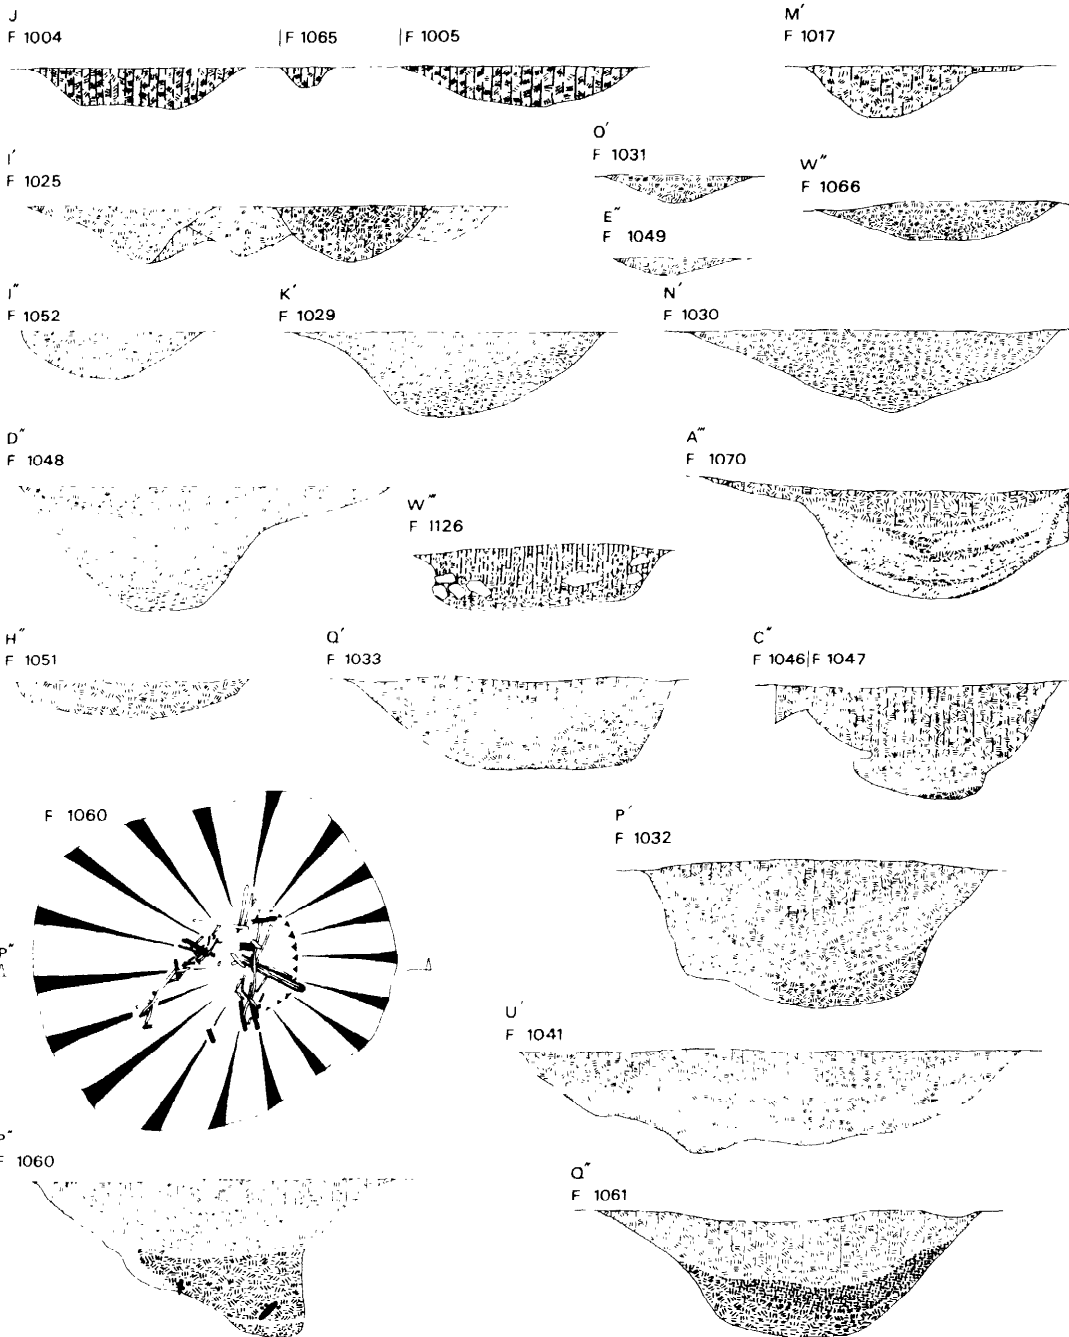 J
F 1004 |F 1065 |F 1005
M′
F 1017
I′
F 1025
O′
F 1031
W″
F 1066
E″
F 1049
I″
F 1052
K′
F 1029
N′
F 1030
D″
F 1048
W‴
F 1126
A‴
F 1070
H″
F 1051
Q′
F 1033
C″
F 1046|F 1047
F 1060
P″
P′
F 1032
U′
F 1041
P″
F 1060
Q″
F 1061